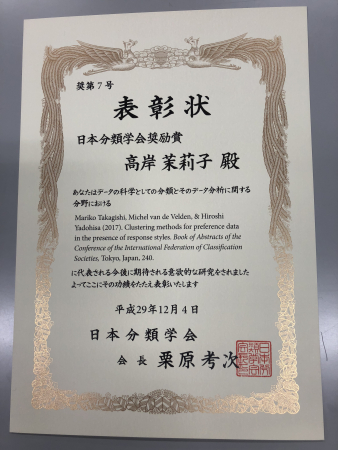 奨第7号
表彰状
日本分類学会奨励賞
高岸 茉莉子 殿
あなたはデータの科学としての分類とそのデータ分析に関する
分野における
Mariko Takagishi, Michel van de Velden, & Hiroshi
Yadohisa (2017). Clustering methods for preference data
in the presence of response styles. Book of Abstracts of the
Conference of the International Federation of Classification
Societies, Tokyo, Japan, 240.
に代表される今後に期待される意欲的な研究をされました
よってここにその功績をたたえ表彰いたします
平成29年12月4日
日本分類学会
会長 栗原考次